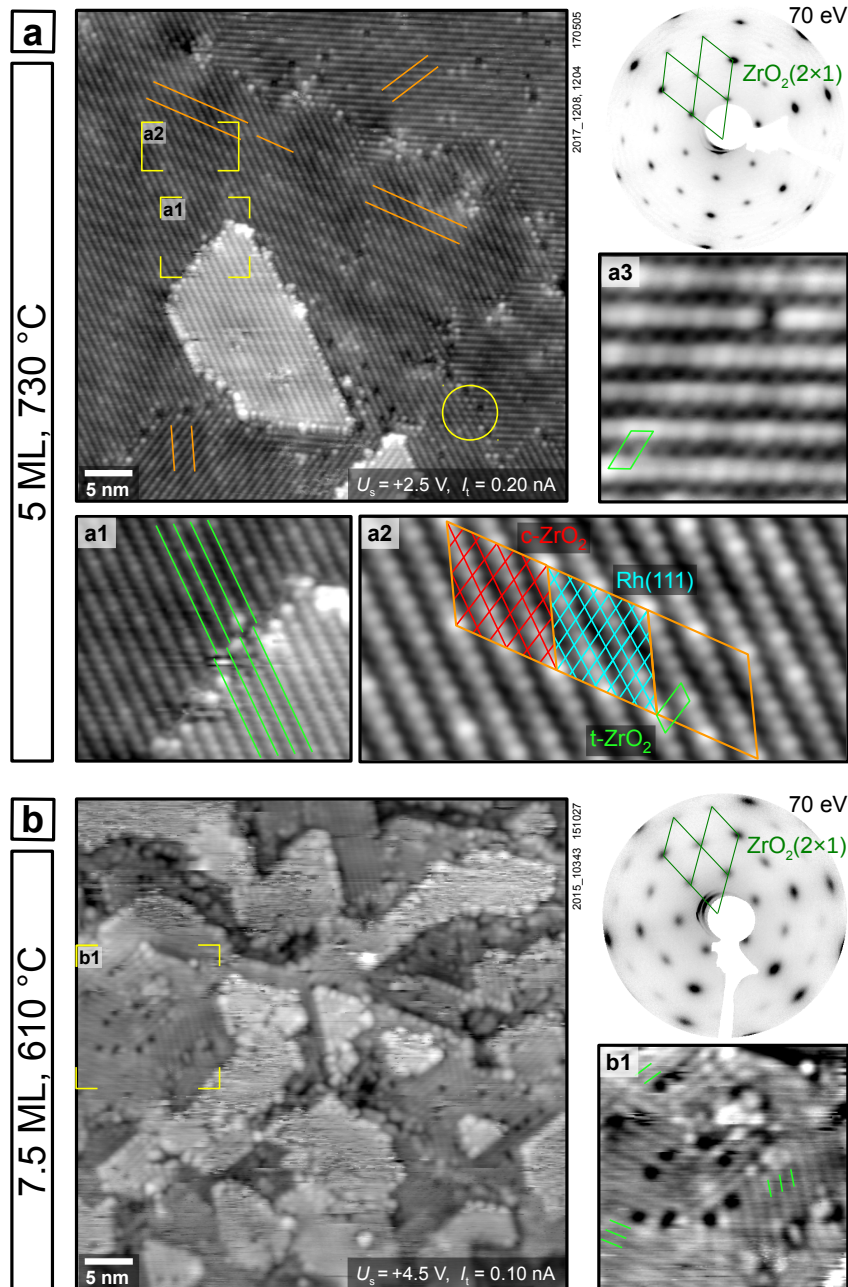 a
5 ML, 730 °C
a2
a1
5 nm
Uₛ = +2.5 V, Iₜ = 0.20 nA
2017_1208, 1204 170505
70 eV
ZrO₂(2×1)
a3
a1
a2
c-ZrO₂
Rh(111)
t-ZrO₂
b
7.5 ML, 610 °C
b1
5 nm
Uₛ = +4.5 V, Iₜ = 0.10 nA
2015_10343 151027
70 eV
ZrO₂(2×1)
b1